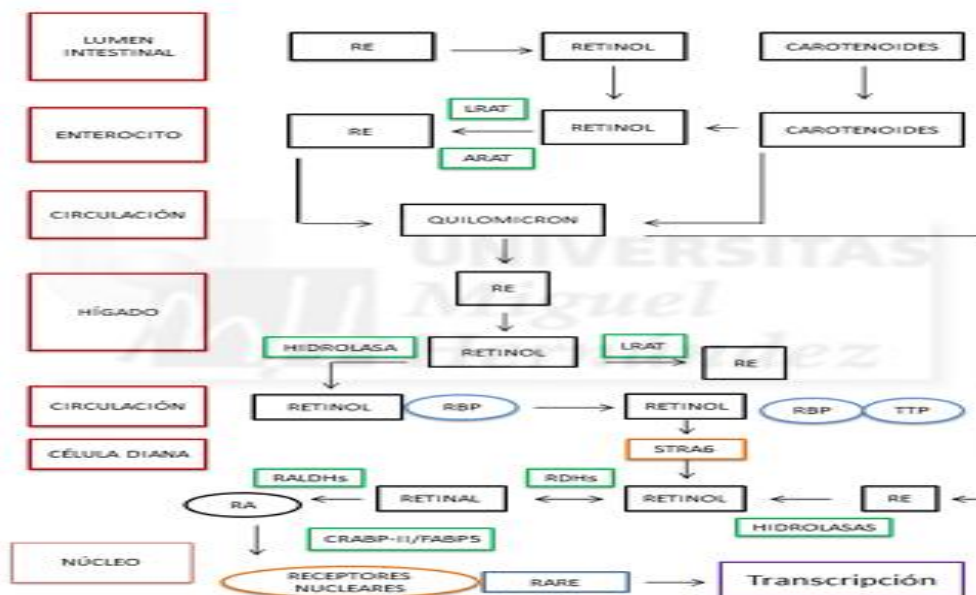 LUMEN
INTESTINAL
RE
RETINOL
CAROTENOIDES
ENTEROCITO
RE
LRAT
ARAT
RETINOL
CAROTENOIDES
CIRCULACIÓN
QUILOMICRON
UNIVERSITAS
Miguel
Hernández
HÍGADO
RE
HIDROLASA
RETINOL
LRAT
RE
CIRCULACIÓN
RETINOL
RBP
RETINOL
RBP
TTP
CÉLULA DIANA
STRA6
RALDHs
RDHs
RA
RETINAL
RETINOL
RE
HIDROLASAS
CRABP-II/FABP5
NÚCLEO
RECEPTORES
NUCLEARES
RARE
Transcripción